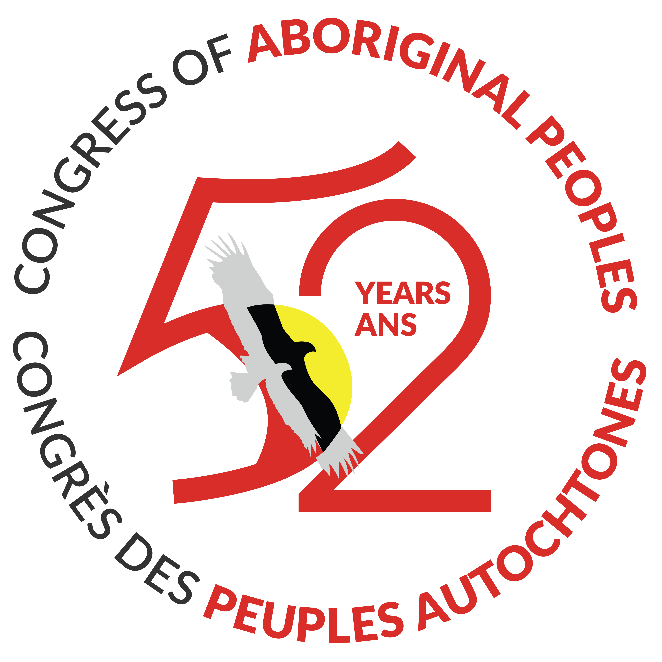 CONGRESS OF ABORIGINAL PEOPLES
52
YEARS
ANS
CONGRÈS DES PEUPLES AUTOCHTONES